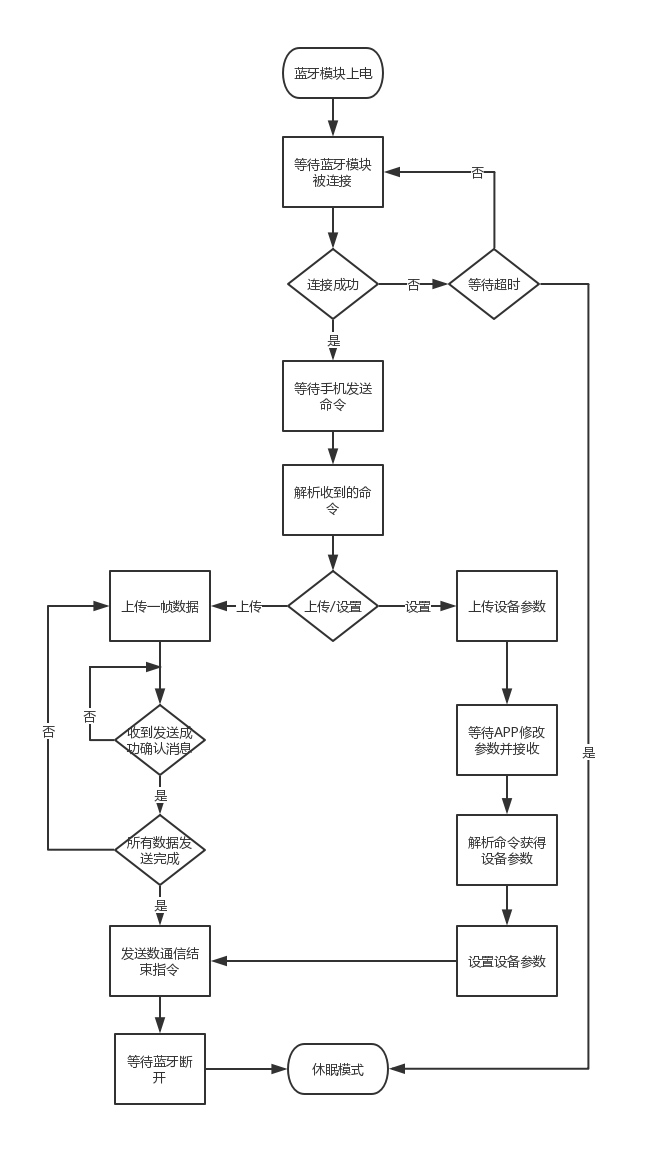 蓝牙模块上电
等待蓝牙模块
被连接
否
连接成功
否
等待超时
是
等待手机发送
命令
解析收到的命
令
上传一帧数据
上传
上传/设置
设置
上传设备参数
否
否
收到发送成
功确认消息
等待APP修改
参数并接收
是
是
所有数据发
送完成
解析命令获得
设备参数
是
发送数通信结
束指令
设置设备参数
等待蓝牙断
开
休眠模式